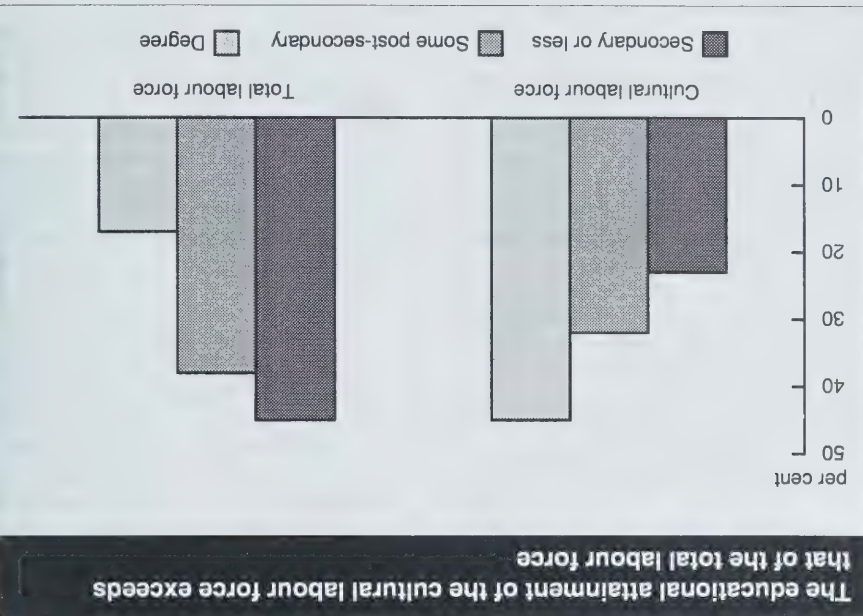 The educational attainment of the cultural labour force exceeds
that of the total labour force
per cent
50
40
30
20
10
0
Cultural labour force Total labour force
Secondary or less Some post-secondary Degree